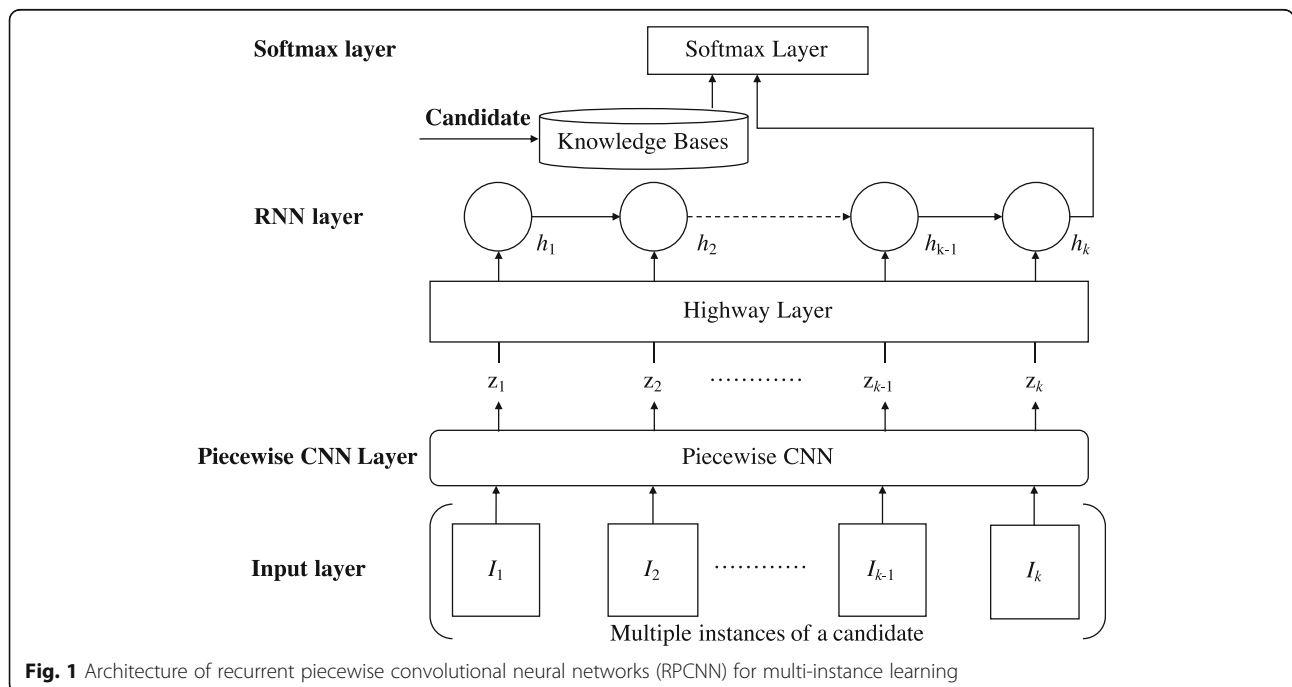 Softmax layer Softmax Layer
Candidate
Knowledge Bases
RNN layer
h₁ h₂ hₖ₋₁ hₖ
Highway Layer
z₁ z₂ ············ zₖ₋₁ zₖ
Piecewise CNN Layer Piecewise CNN
Input layer I₁ I₂ ············ Iₖ₋₁ Iₖ
Multiple instances of a candidate
Fig. 1 Architecture of recurrent piecewise convolutional neural networks (RPCNN) for multi-instance learning